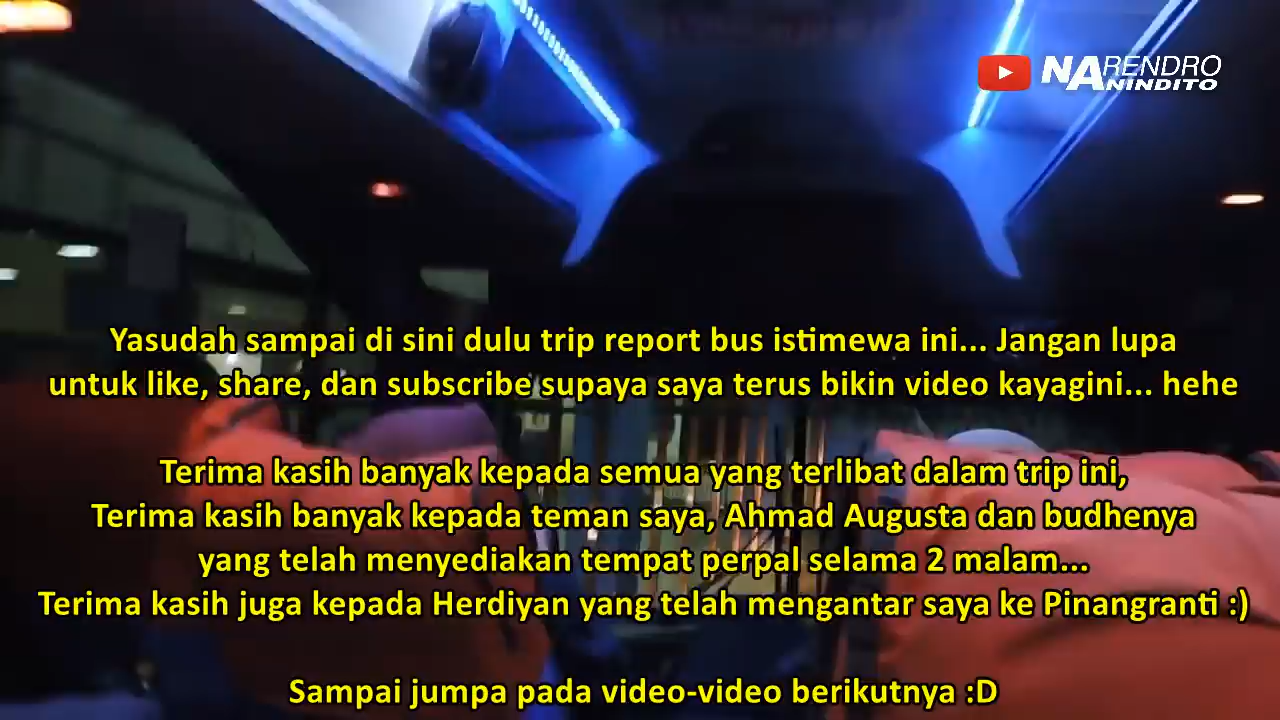 NARENDRO
ANINDITO
Yasudah sampai di sini dulu trip report bus istimewa ini... Jangan lupa
untuk like, share, dan subscribe supaya saya terus bikin video kayagini... hehe
Terima kasih banyak kepada semua yang terlibat dalam trip ini,
Terima kasih banyak kepada teman saya, Ahmad Augusta dan budhenya
yang telah menyediakan tempat perpal selama 2 malam...
Terima kasih juga kepada Herdiyan yang telah mengantar saya ke Pinangranti :)
Sampai jumpa pada video-video berikutnya :D